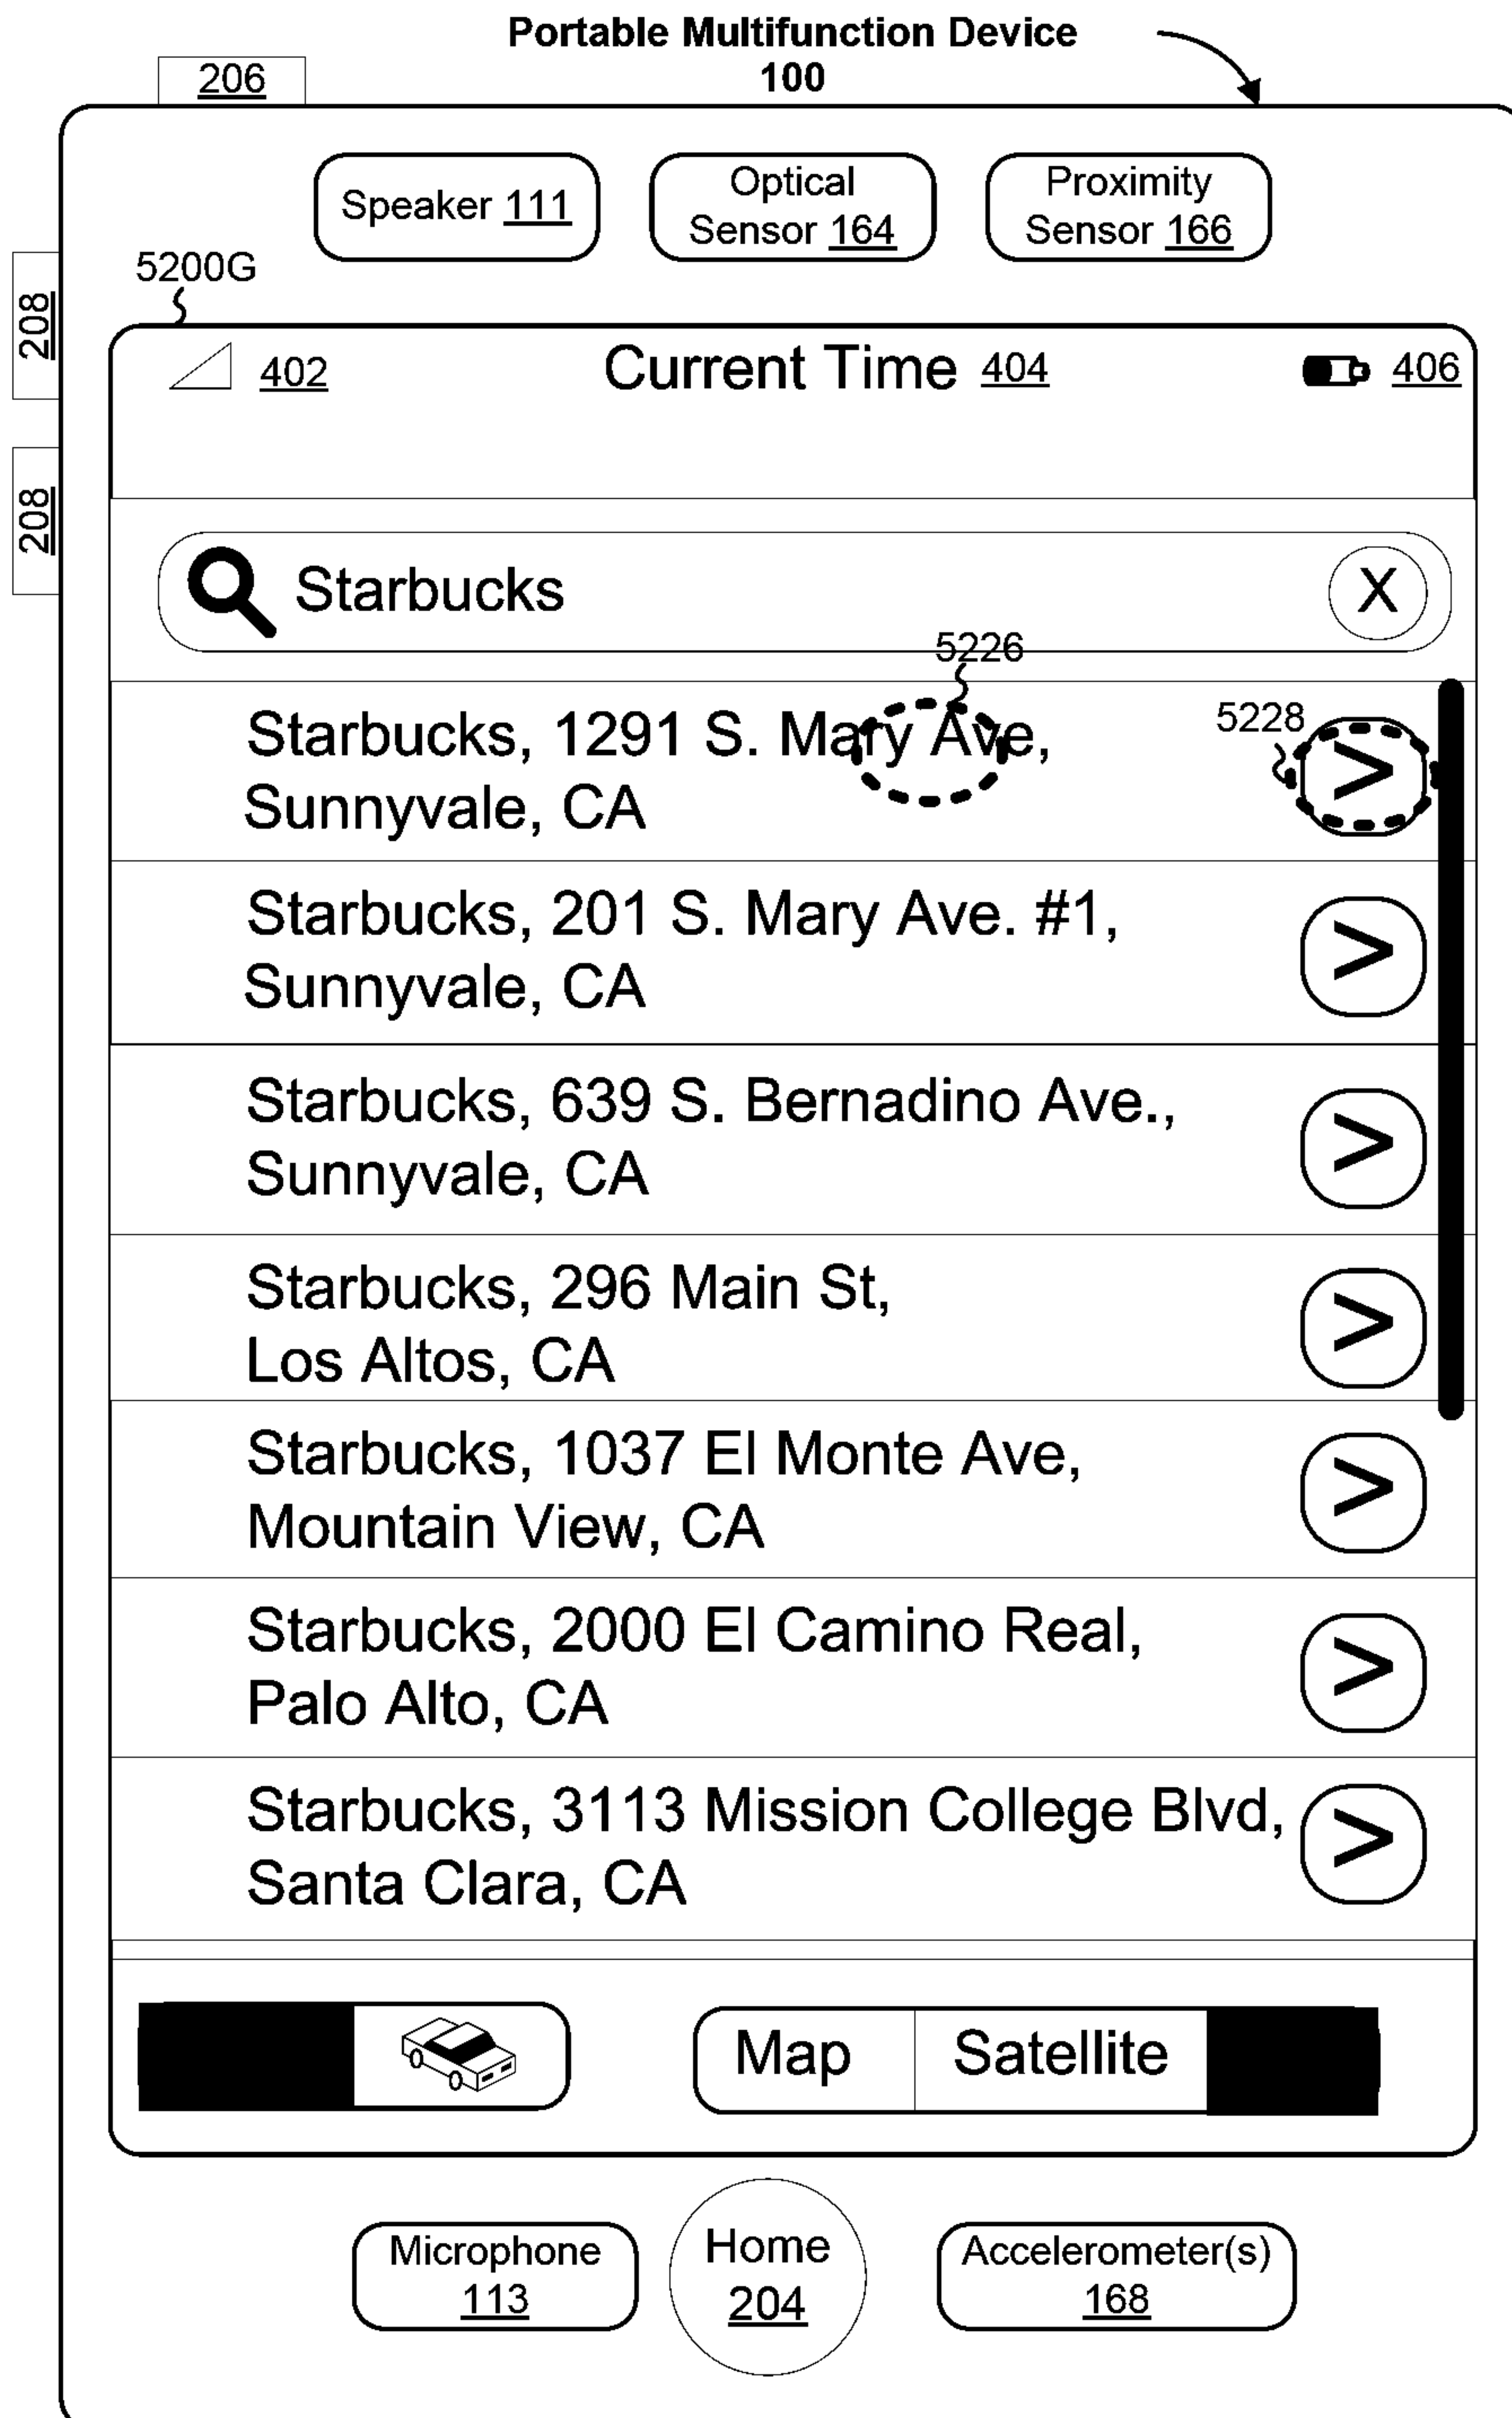 Portable Multifunction Device
100
206
Speaker 111
Optical
Sensor 164
Proximity
Sensor 166
5200G
208
208
402
Current Time 404
406
Starbucks
X
5226
5228
Starbucks, 1291 S. Mary Ave,
Sunnyvale, CA
>
Starbucks, 201 S. Mary Ave. #1,
Sunnyvale, CA
>
Starbucks, 639 S. Bernadino Ave.,
Sunnyvale, CA
>
Starbucks, 296 Main St,
Los Altos, CA
>
Starbucks, 1037 El Monte Ave,
Mountain View, CA
>
Starbucks, 2000 El Camino Real,
Palo Alto, CA
>
Starbucks, 3113 Mission College Blvd,
Santa Clara, CA
>
Map
Satellite
Microphone
113
Home
204
Accelerometer(s)
168